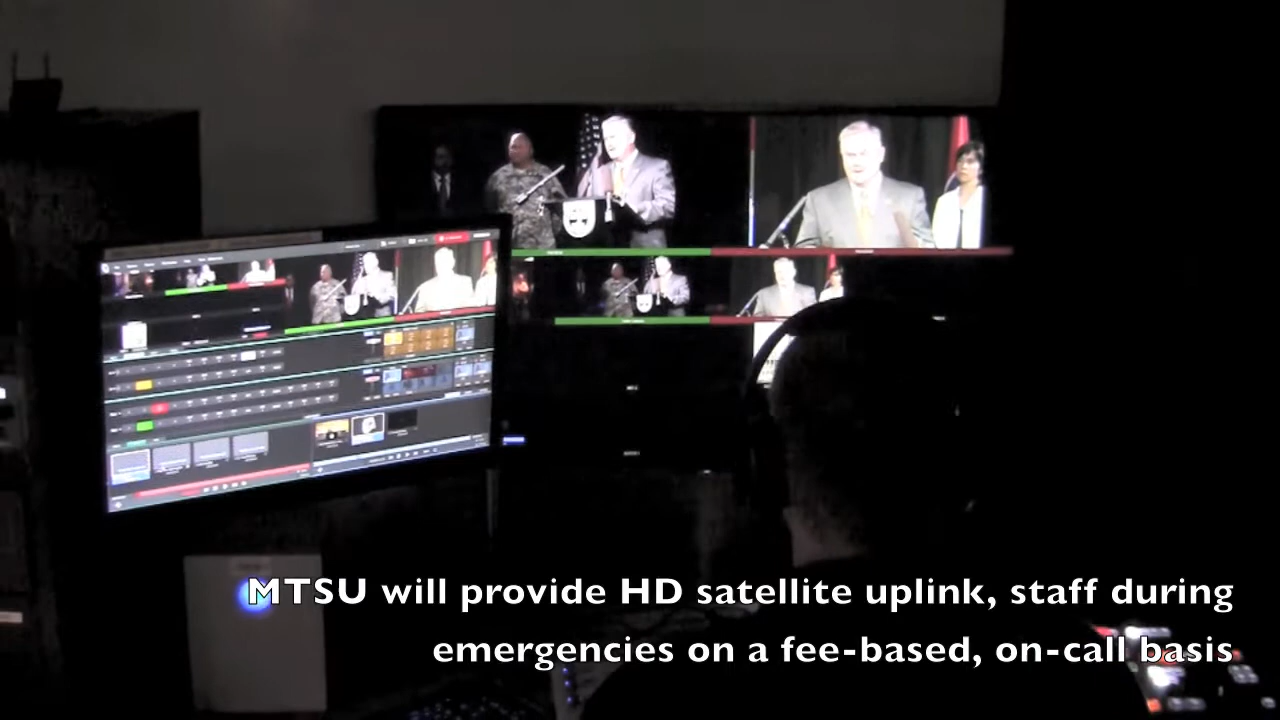 MTSU will provide HD satellite uplink, staff during
emergencies on a fee-based, on-call basis